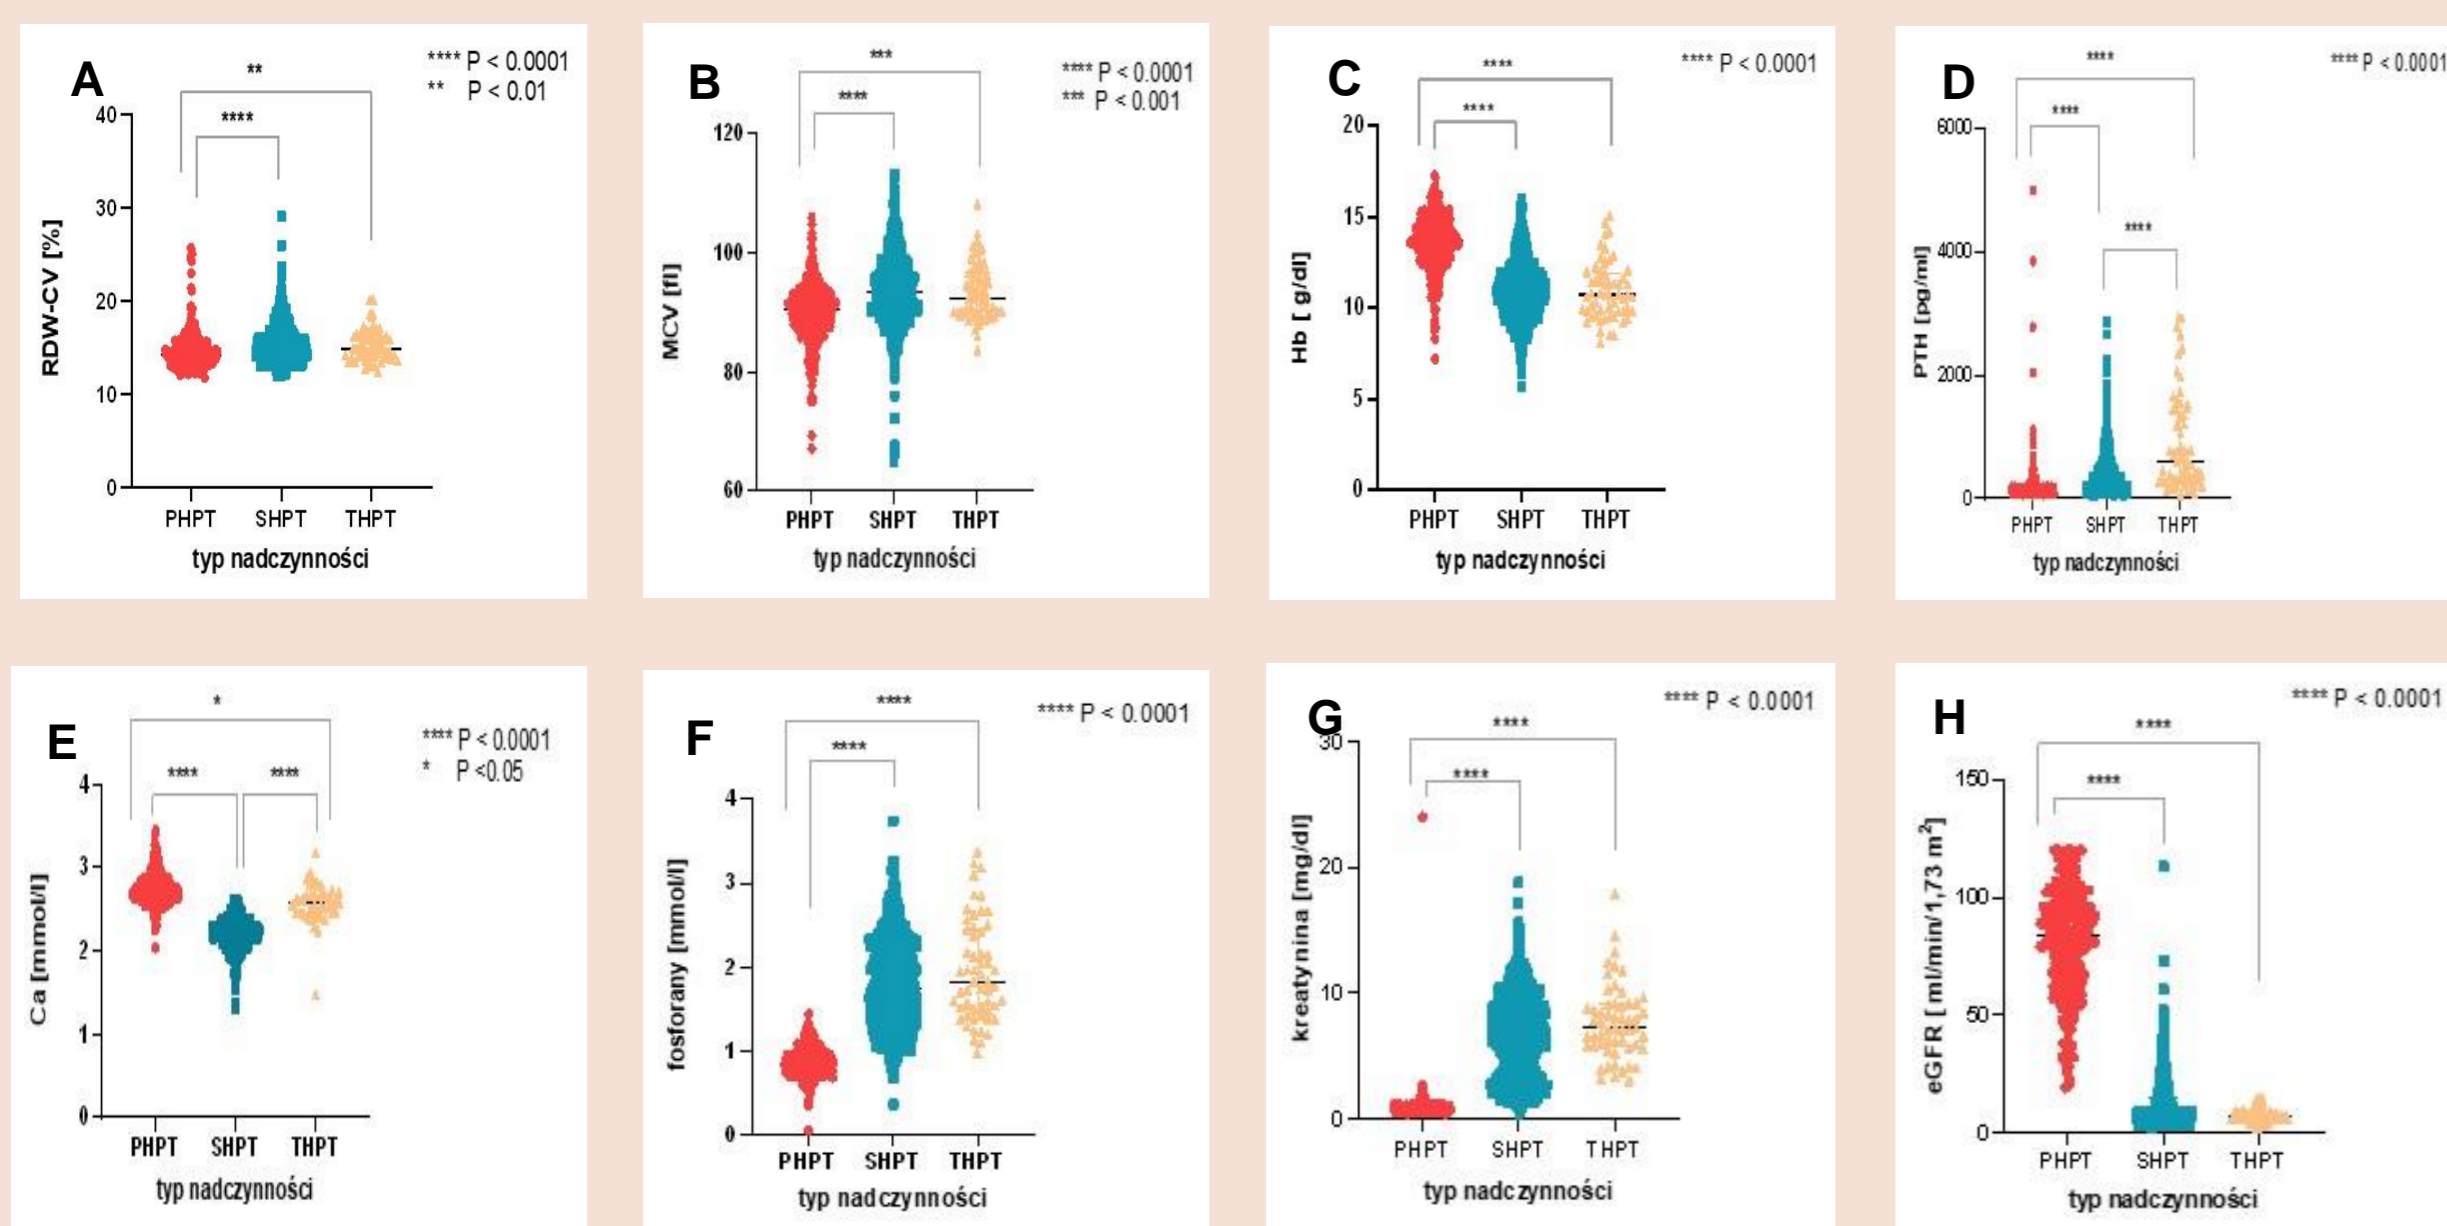 A
**
****
**** P < 0.0001
** P < 0.01
RDW-CV [%]
40
30
20
10
0
PHPT SHPT THPT
typ nadczynności
B
***
****
**** P < 0.0001
*** P < 0.001
MCV [fl]
120
100
80
60
PHPT SHPT THPT
typ nadczynności
C
****
****
**** P < 0.0001
Hb [ g/dl]
20
15
10
5
0
PHPT SHPT THPT
typ nadczynności
D
****
****
****
**** P < 0.0001
PTH [pg/ml]
6000
4000
2000
0
PHPT SHPT THPT
typ nadczynności
E
*
**** ****
**** P < 0.0001
* P <0.05
Ca [mmol/l]
4
3
2
1
0
PHPT SHPT THPT
typ nadczynności
F
****
****
**** P < 0.0001
fosforany [mmol/l]
4
3
2
1
0
PHPT SHPT THPT
typ nadczynności
G
****
****
**** P < 0.0001
kreatynina [mg/dl]
30
20
10
0
PHPT SHPT THPT
typ nadczynności
H
****
****
**** P < 0.0001
eGFR [ ml/min/1,73 m²]
150
100
50
0
PHPT SHPT THPT
typ nadczynności